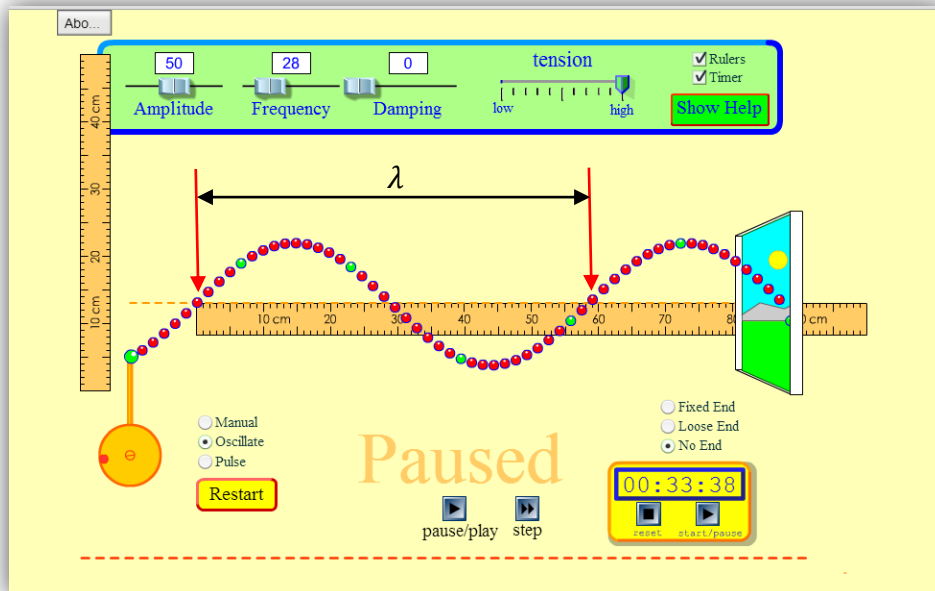 Abo...
50
28
0
Amplitude
Frequency
Damping
tension
low
high
Rulers
Timer
Show Help
λ
40 cm
30
20
10 cm
10 cm
20
30
40
50
60
70
Manual
Oscillate
Pulse
Restart
Paused
pause/play
step
Fixed End
Loose End
No End
00:33:38
reset
start/pause